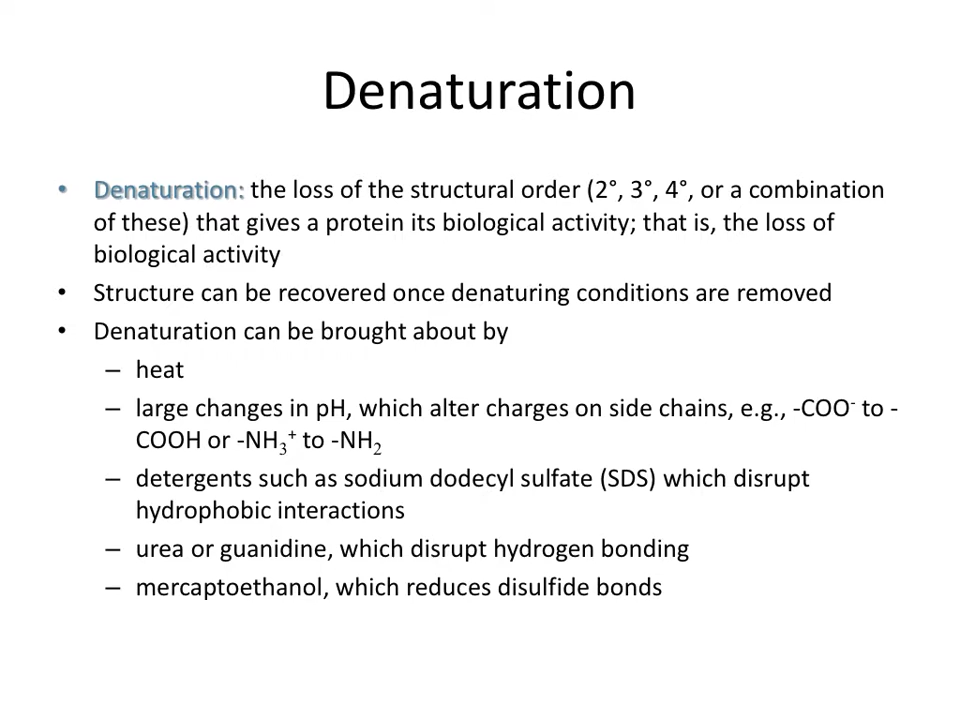 Denaturation
• Denaturation: the loss of the structural order (2°, 3°, 4°, or a combination
of these) that gives a protein its biological activity; that is, the loss of
biological activity
• Structure can be recovered once denaturing conditions are removed
• Denaturation can be brought about by
– heat
– large changes in pH, which alter charges on side chains, e.g., -COO⁻ to -
COOH or -NH₃⁺ to -NH₂
– detergents such as sodium dodecyl sulfate (SDS) which disrupt
hydrophobic interactions
– urea or guanidine, which disrupt hydrogen bonding
– mercaptoethanol, which reduces disulfide bonds